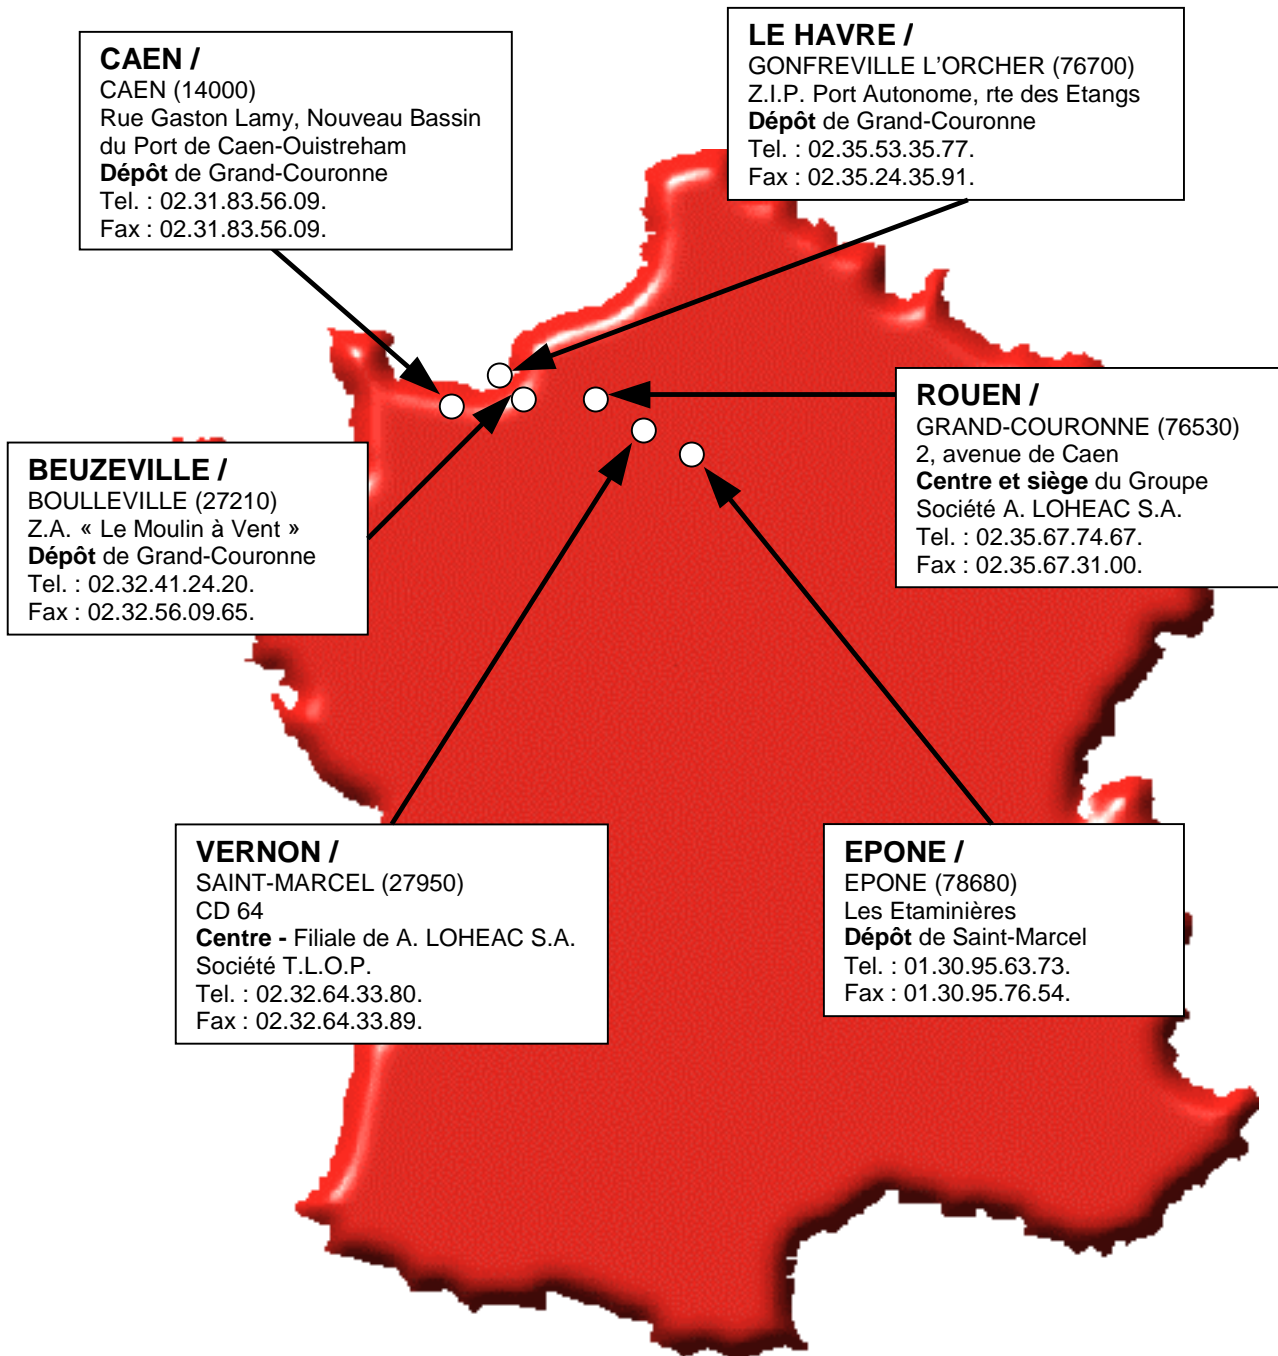 CAEN /
CAEN (14000)
Rue Gaston Lamy, Nouveau Bassin
du Port de Caen-Ouistreham
Dépôt de Grand-Couronne
Tel. : 02.31.83.56.09.
Fax : 02.31.83.56.09.
LE HAVRE /
GONFREVILLE L'ORCHER (76700)
Z.I.P. Port Autonome, rte des Etangs
Dépôt de Grand-Couronne
Tel. : 02.35.53.35.77.
Fax : 02.35.24.35.91.
BEUZEVILLE /
BOULLEVILLE (27210)
Z.A. « Le Moulin à Vent »
Dépôt de Grand-Couronne
Tel. : 02.32.41.24.20.
Fax : 02.32.56.09.65.
ROUEN /
GRAND-COURONNE (76530)
2, avenue de Caen
Centre et siège du Groupe
Société A. LOHEAC S.A.
Tel. : 02.35.67.74.67.
Fax : 02.35.67.31.00.
VERNON /
SAINT-MARCEL (27950)
CD 64
Centre - Filiale de A. LOHEAC S.A.
Société T.L.O.P.
Tel. : 02.32.64.33.80.
Fax : 02.32.64.33.89.
EPONE /
EPONE (78680)
Les Etaminières
Dépôt de Saint-Marcel
Tel. : 01.30.95.63.73.
Fax : 01.30.95.76.54.